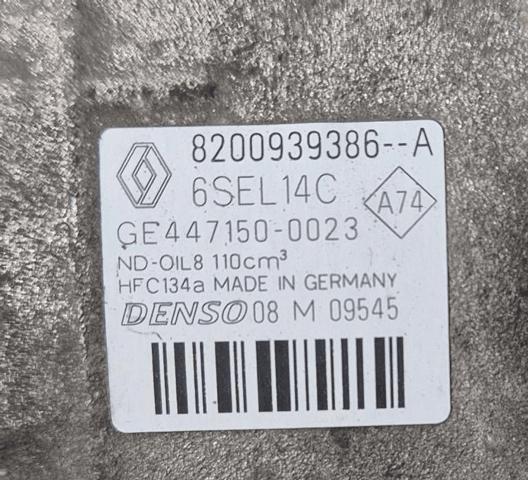 8200939386--A
6SEL14C
A74
GE447150-0023
ND-OIL8 110cm³
HFC134a MADE IN GERMANY
DENSO 08 M 09545